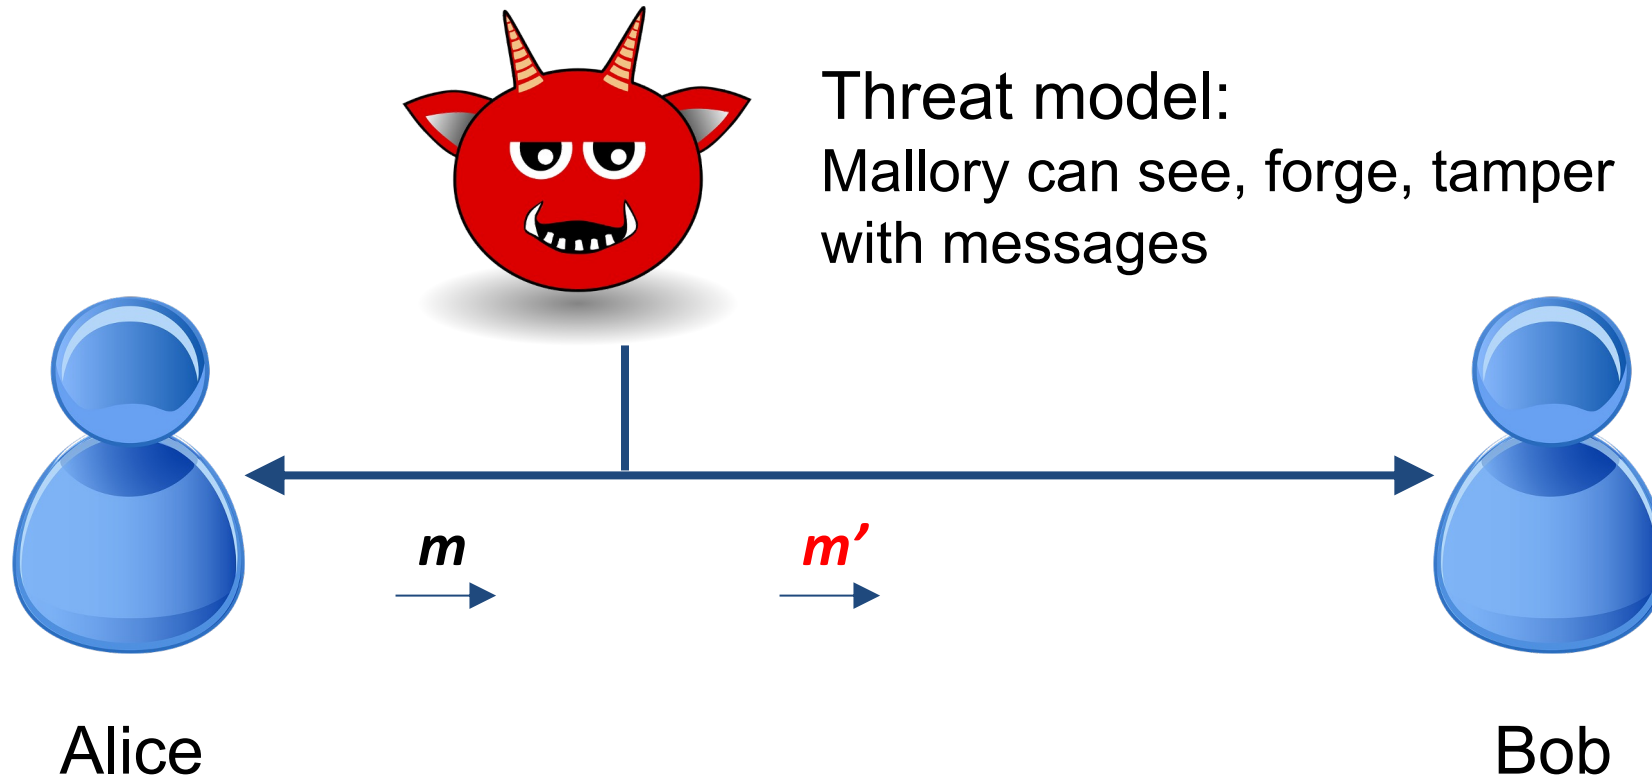 Threat model:
Mallory can see, forge, tamper
with messages
m
m’
Alice
Bob